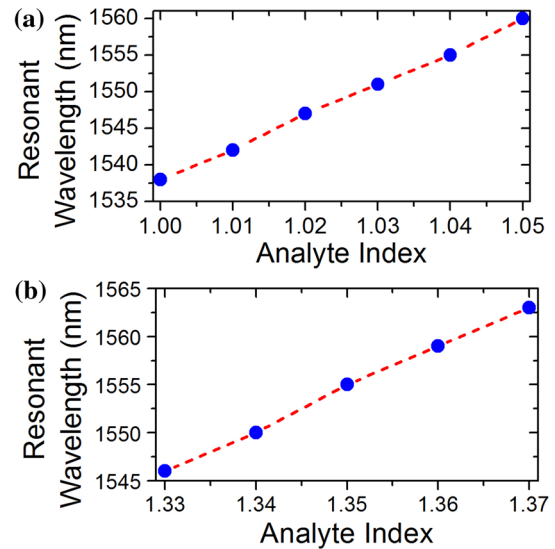 (a)
Resonant
Wavelength (nm)
1560
1555
1550
1545
1540
1535
1.00 1.01 1.02 1.03 1.04 1.05
Analyte Index
(b)
Resonant
Wavelength (nm)
1565
1560
1555
1550
1545
1.33 1.34 1.35 1.36 1.37
Analyte Index